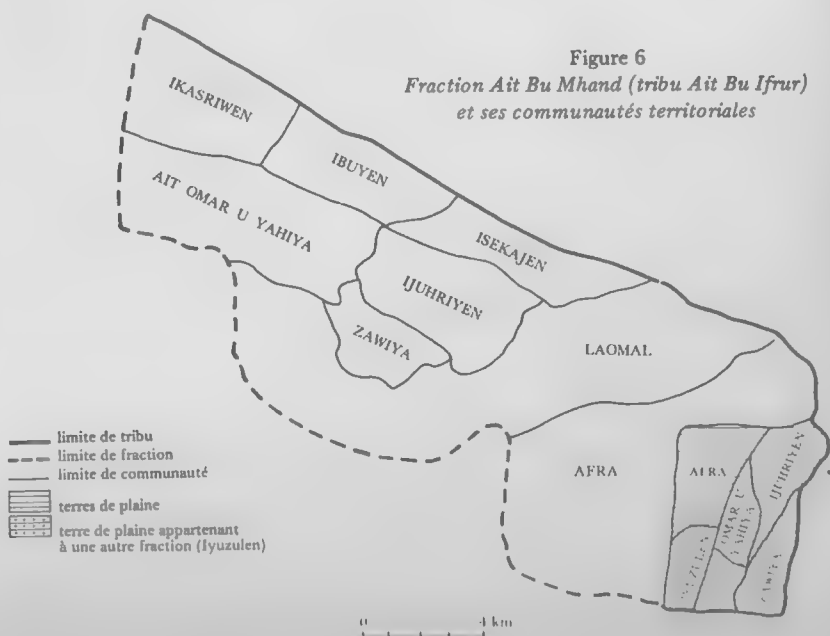 Figure 6
Fraction Ait Bu Mhand (tribu Ait Bu Ifrur)
et ses communautés territoriales
IKASRIWEN
IBUYEN
AIT OMAR U YAHIYA
ISEKAJEN
IJUHRIYEN
ZAWIYA
LAOMAL
AFRA
AFRA
OMAR U
YAHIYA
IJUHRIYEN
ZAWIYA
limite de tribu
limite de fraction
limite de communauté
terres de plaine
terre de plaine appartenant
à une autre fraction (Iyuzulen)
0 4 km